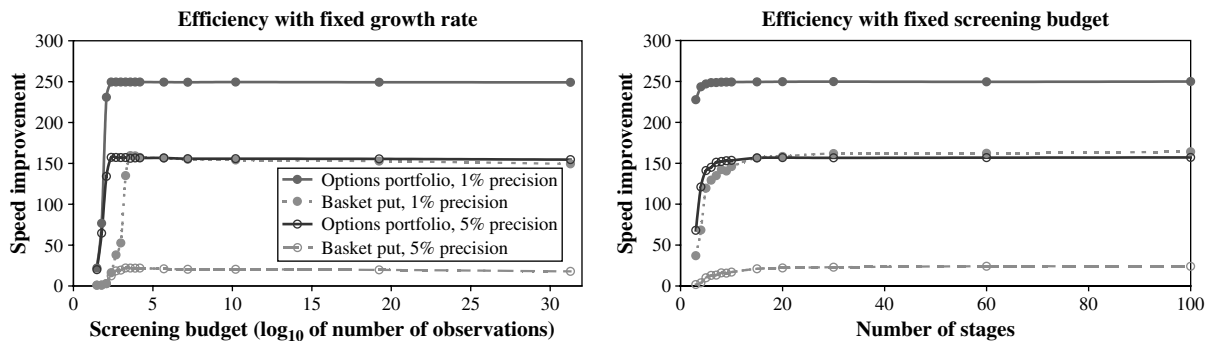 Efficiency with fixed growth rate
300
250
200
150
100
50
0
Speed improvement
Options portfolio, 1% precision
Basket put, 1% precision
Options portfolio, 5% precision
Basket put, 5% precision
0 5 10 15 20 25 30
Screening budget (log10 of number of observations)
Efficiency with fixed screening budget
300
250
200
150
100
50
0
Speed improvement
0 20 40 60 80 100
Number of stages